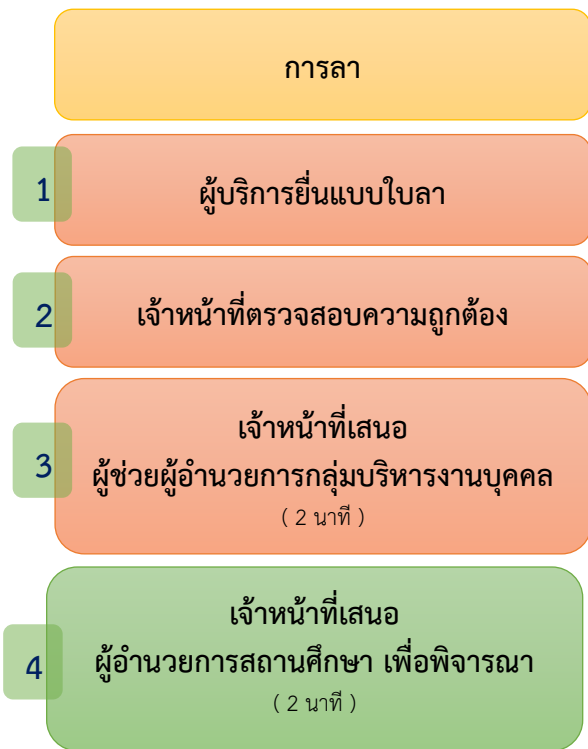 การลา
1
ผู้บริการยื่นแบบใบลา
2
เจ้าหน้าที่ตรวจสอบความถูกต้อง
3
เจ้าหน้าที่เสนอ
ผู้ช่วยผู้อำนวยการกลุ่มบริหารงานบุคคล
( 2 นาที )
4
เจ้าหน้าที่เสนอ
ผู้อำนวยการสถานศึกษา เพื่อพิจารณา
( 2 นาที )